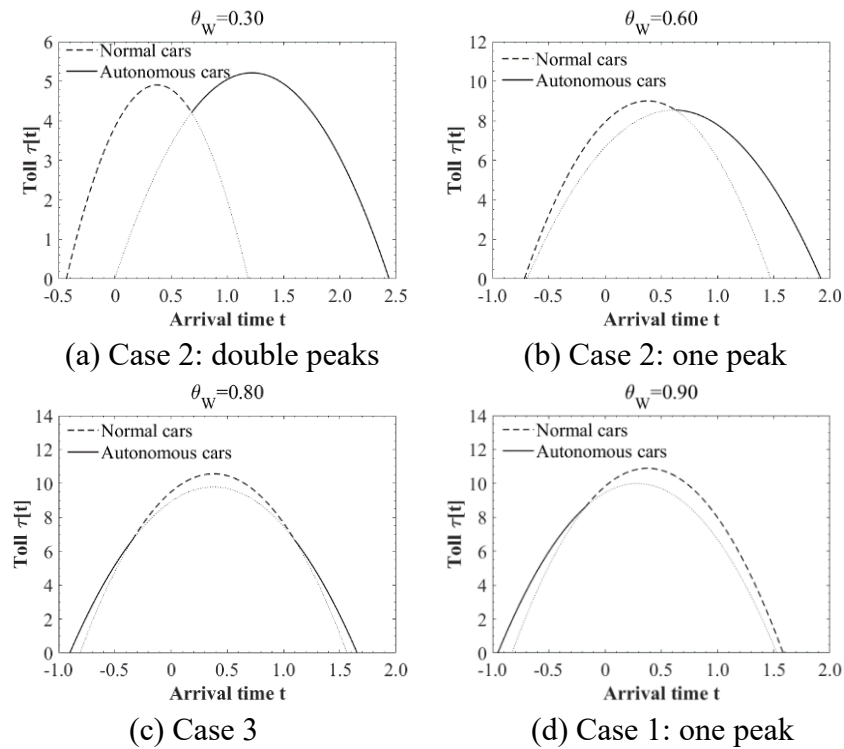 θW=0.30
6
5
4
3
2
1
0
Toll τ[t]
Normal cars
Autonomous cars
-0.5 0 0.5 1 1.5 2 2.5
Arrival time t
(a) Case 2: double peaks
θW=0.60
12
10
8
6
4
2
0
Toll τ[t]
Normal cars
Autonomous cars
-1.0 -0.5 0 0.5 1 1.5 2.0
Arrival time t
(b) Case 2: one peak
θW=0.80
14
12
10
8
6
4
2
0
Toll τ[t]
Normal cars
Autonomous cars
-1.0 -0.5 0 0.5 1 1.5 2.0
Arrival time t
(c) Case 3
θW=0.90
14
12
10
8
6
4
2
0
Toll τ[t]
Normal cars
Autonomous cars
-1.0 -0.5 0 0.5 1 1.5 2.0
Arrival time t
(d) Case 1: one peak